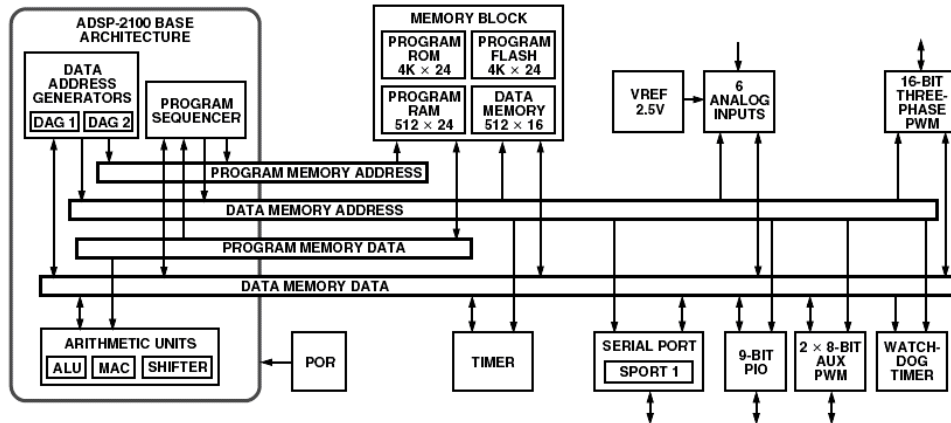 ADSP-2100 BASE
ARCHITECTURE
DATA
ADDRESS
GENERATORS
DAG 1
DAG 2
PROGRAM
SEQUENCER
MEMORY BLOCK
PROGRAM
ROM
4K × 24
PROGRAM
FLASH
4K × 24
PROGRAM
RAM
512 × 24
DATA
MEMORY
512 × 16
VREF
2.5V
6
ANALOG
INPUTS
16-BIT
THREE-
PHASE
PWM
PROGRAM MEMORY ADDRESS
DATA MEMORY ADDRESS
PROGRAM MEMORY DATA
DATA MEMORY DATA
ARITHMETIC UNITS
ALU
MAC
SHIFTER
POR
TIMER
SERIAL PORT
SPORT 1
9-BIT
PIO
2 × 8-BIT
AUX
PWM
WATCH-
DOG
TIMER